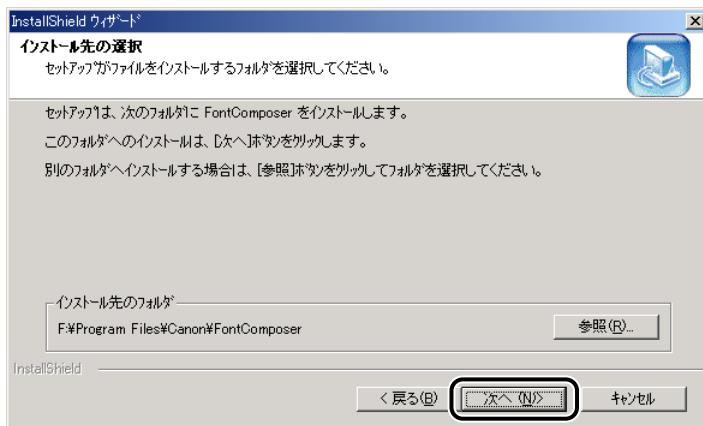 InstallShield ウィザード
インストール先の選択
セットアップがファイルをインストールするフォルダを選択してください。
セットアップは、次のフォルダに FontComposer をインストールします。
このフォルダへのインストールは、[次へ]ボタンをクリックします。
別のフォルダへインストールする場合は、[参照]ボタンをクリックしてフォルダを選択してください。
インストール先のフォルダ
F:¥Program Files¥Canon¥FontComposer
参照(R)...
InstallShield
< 戻る(B)
次へ (N)>
キャンセル